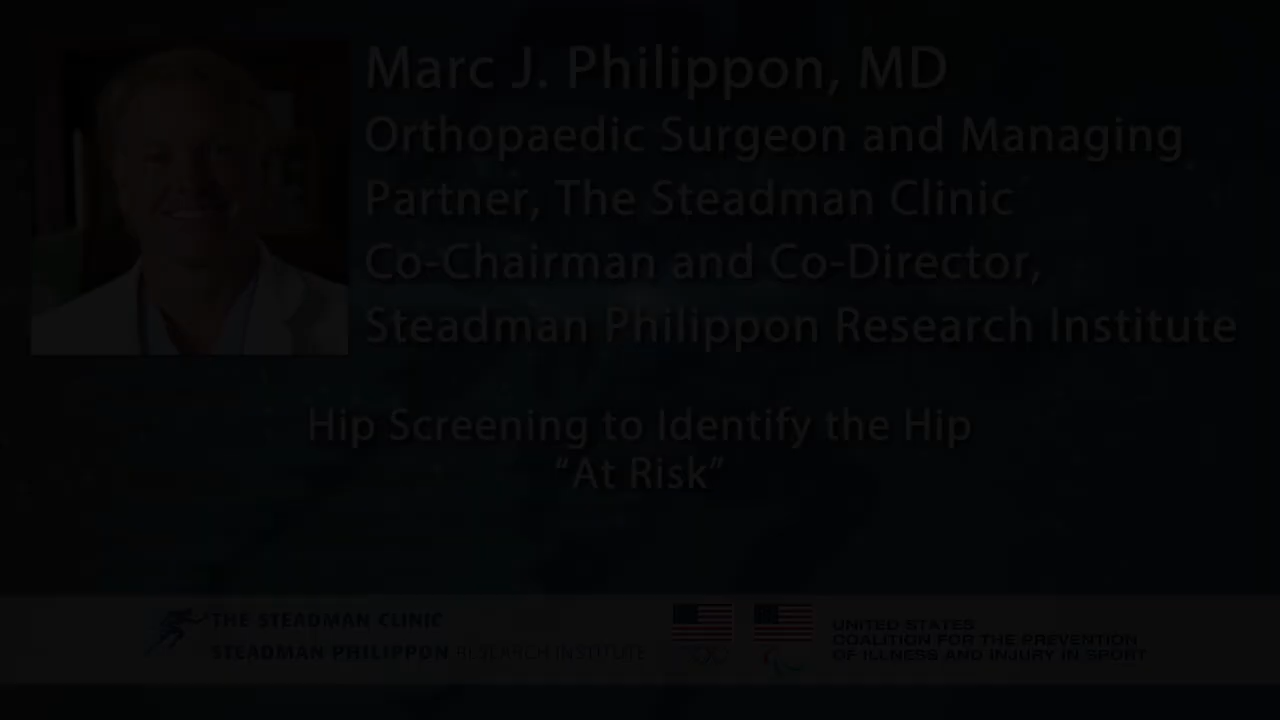 Marc J. Philippon, MD
Orthopaedic Surgeon and Managing
Partner, The Steadman Clinic
Co-Chairman and Co-Director,
Steadman Philippon Research Institute
Hip Screening to Identify the Hip
“At Risk”
THE STEADMAN CLINIC
STEADMAN PHILIPPON RESEARCH INSTITUTE
UNITED STATES
COALITION FOR THE PREVENTION
OF ILLNESS AND INJURY IN SPORT